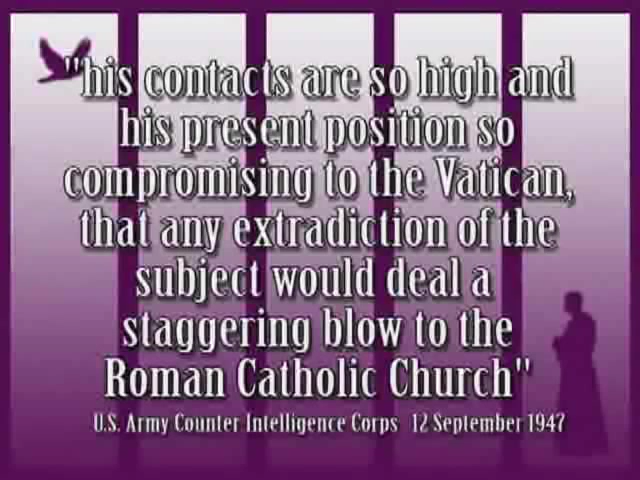 "his contacts are so high and
his present position so
compromising to the Vatican,
that any extradiction of the
subject would deal a
staggering blow to the
Roman Catholic Church"
U.S. Army Counter Intelligence Corps 12 September 1947